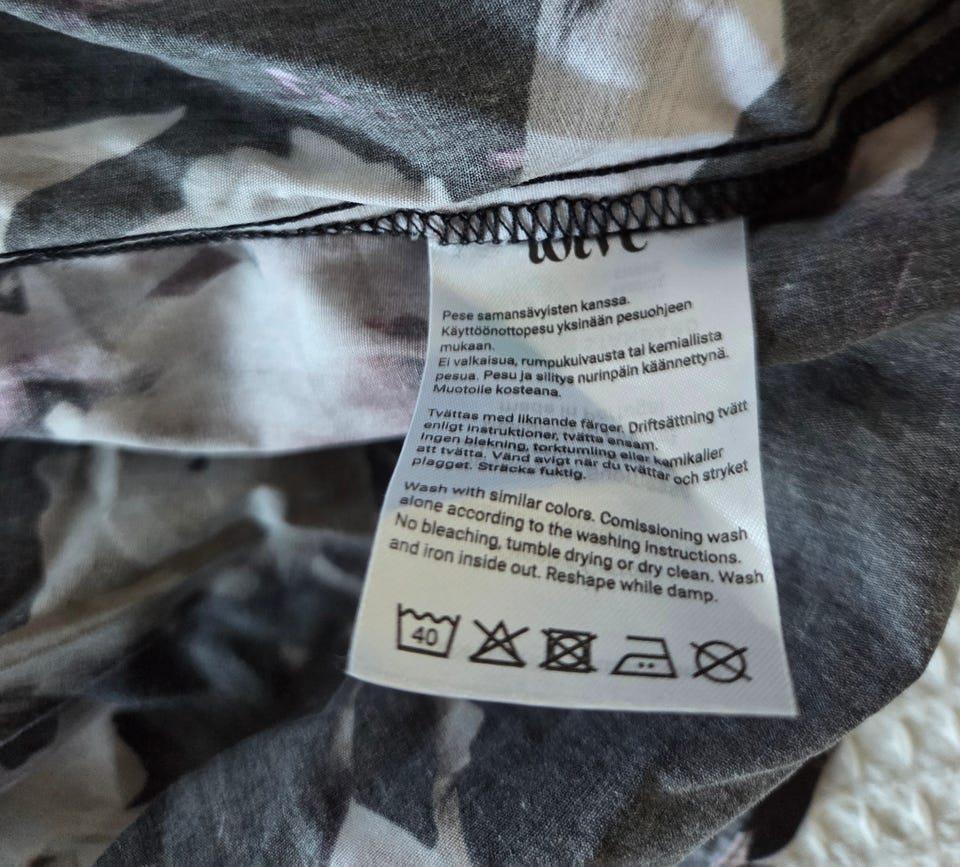 Pese samansävyisten kanssa.
Käyttöönottopesu yksinään pesuohjeen
mukaan.
Ei valkaisua, rumpukuivausta tai kemiallista
pesua. Pesu ja silitys nurinpäin käännettynä.
Muotoile kosteana.
Tvättas med liknande färger. Driftsättning tvätt
enligt instruktioner, tvätta ensam.
Ingen blekning, torktumling eller kemikalier
att tvätta. Vänd avigt när du tvättar och stryket
plagget. Sträcks fuktig.
Wash with similar colors. Comissioning wash
alone according to the washing instructions.
No bleaching, tumble drying or dry clean. Wash
and iron inside out. Reshape while damp.
40